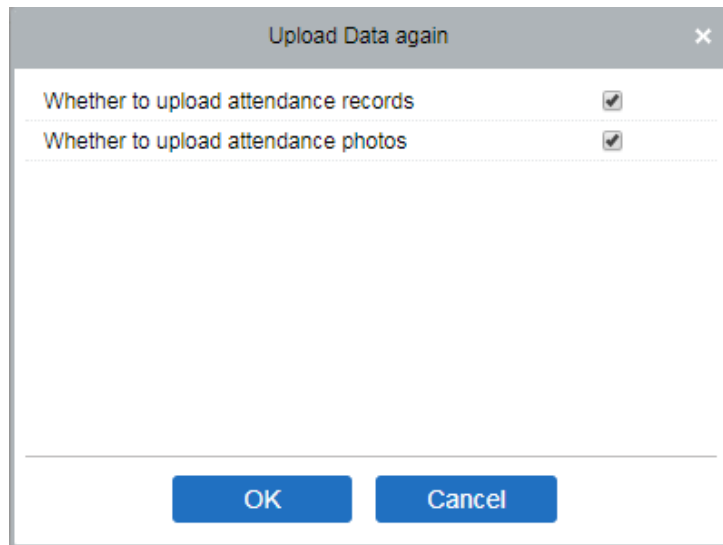 Upload Data again
Whether to upload attendance records
Whether to upload attendance photos
OK
Cancel